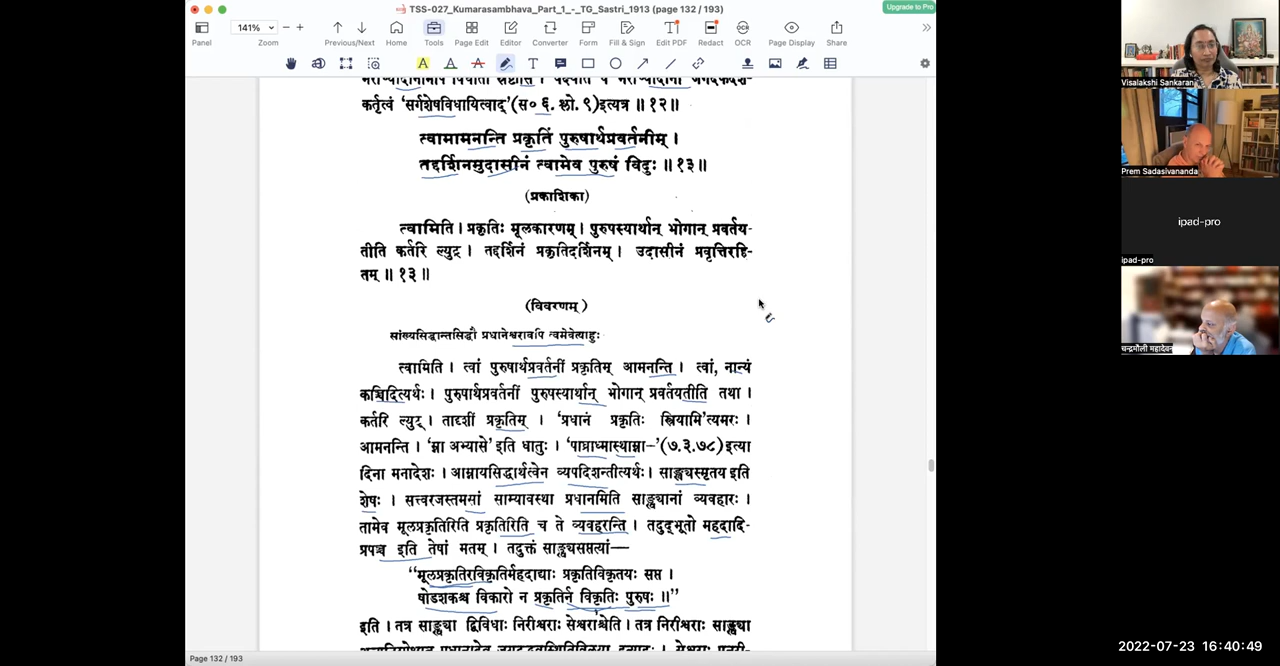 TSS-027_Kumarasambhava_Part_1_-_TG_Sastri_1913 (page 132 / 193)
Upgrade to Pro
141%
Panel Zoom Previous/Next Home Tools Page Edit Editor Converter Form Fill & Sign Edit PDF Redact OCR Page Display Share
कर्तृत्वं ‘सर्गशेषविधायित्वाद्’(स० ६. श्लो. ९)इत्यत्र ॥ १२ ॥
त्वामामनन्ति प्रकृतिं पुरुषार्थप्रवर्तनीम् ।
तद्दर्शिनमुदासीनं त्वामेव पुरुषं विदुः ॥ १३ ॥
(प्रकाशिका)
त्वामिति । प्रकृतिः मूलकारणम् । पुरुषस्यार्थान् भोगान् प्रवर्तय-
तीति कर्तरि ल्युट् । तद्दर्शिनं प्रकृतिदर्शिनम् । उदासीनं प्रवृत्तिरहि-
तम् ॥ १३ ॥
(विवरणम्)
सांख्यसिद्धान्तसिद्धौ प्रधानेश्वरावपि त्वमेवेत्याहुः
त्वामिति । त्वां पुरुषार्थप्रवर्तनीं प्रकृतिम् आमनन्ति । त्वां, नान्यं
कञ्चिदित्यर्थः । पुरुषार्थप्रवर्तनीं पुरुषस्यार्थान् भोगान् प्रवर्तयतीति तथा ।
कर्तरि ल्युट् । तादृशीं प्रकृतिम् । ‘प्रधानं प्रकृतिः स्त्रियामि’त्यमरः ।
आमनन्ति । ‘म्ना अभ्यासे’ इति धातुः । ‘पाघ्राध्मास्थाम्ना—’(७.३.७८)इत्या
दिना मनादेशः । आम्नायसिद्धार्थत्वेन व्यपदिशन्तीत्यर्थः । साङ्ख्यस्मृतय इति
शेषः । सत्त्वरजस्तमसां साम्यावस्था प्रधानमिति साङ्ख्यानां व्यवहारः ।
तामेव मूलप्रकृतिरिति प्रकृतिरिति च ते व्यवहरन्ति । तदुद्भूतो महदादि-
प्रपञ्च इति तेषां मतम् । तदुक्तं साङ्ख्यसप्तत्यां—
“मूलप्रकृतिरविकृतिर्महदाद्याः प्रकृतिविकृतयः सप्त ।
षोडशकश्च विकारो न प्रकृतिर्न विकृतिः पुरुषः ॥”
इति । तत्र साङ्ख्या द्विविधाः निरीश्वराः सेश्वराश्चेति । तत्र निरीश्वराः साङ्ख्या
Page 132 / 193
Visalakshi Sankaran
Prem Sadasivananda
ipad-pro
ipad-pro
चन्द्रमौली महादेवन
2022-07-23 16:40:49